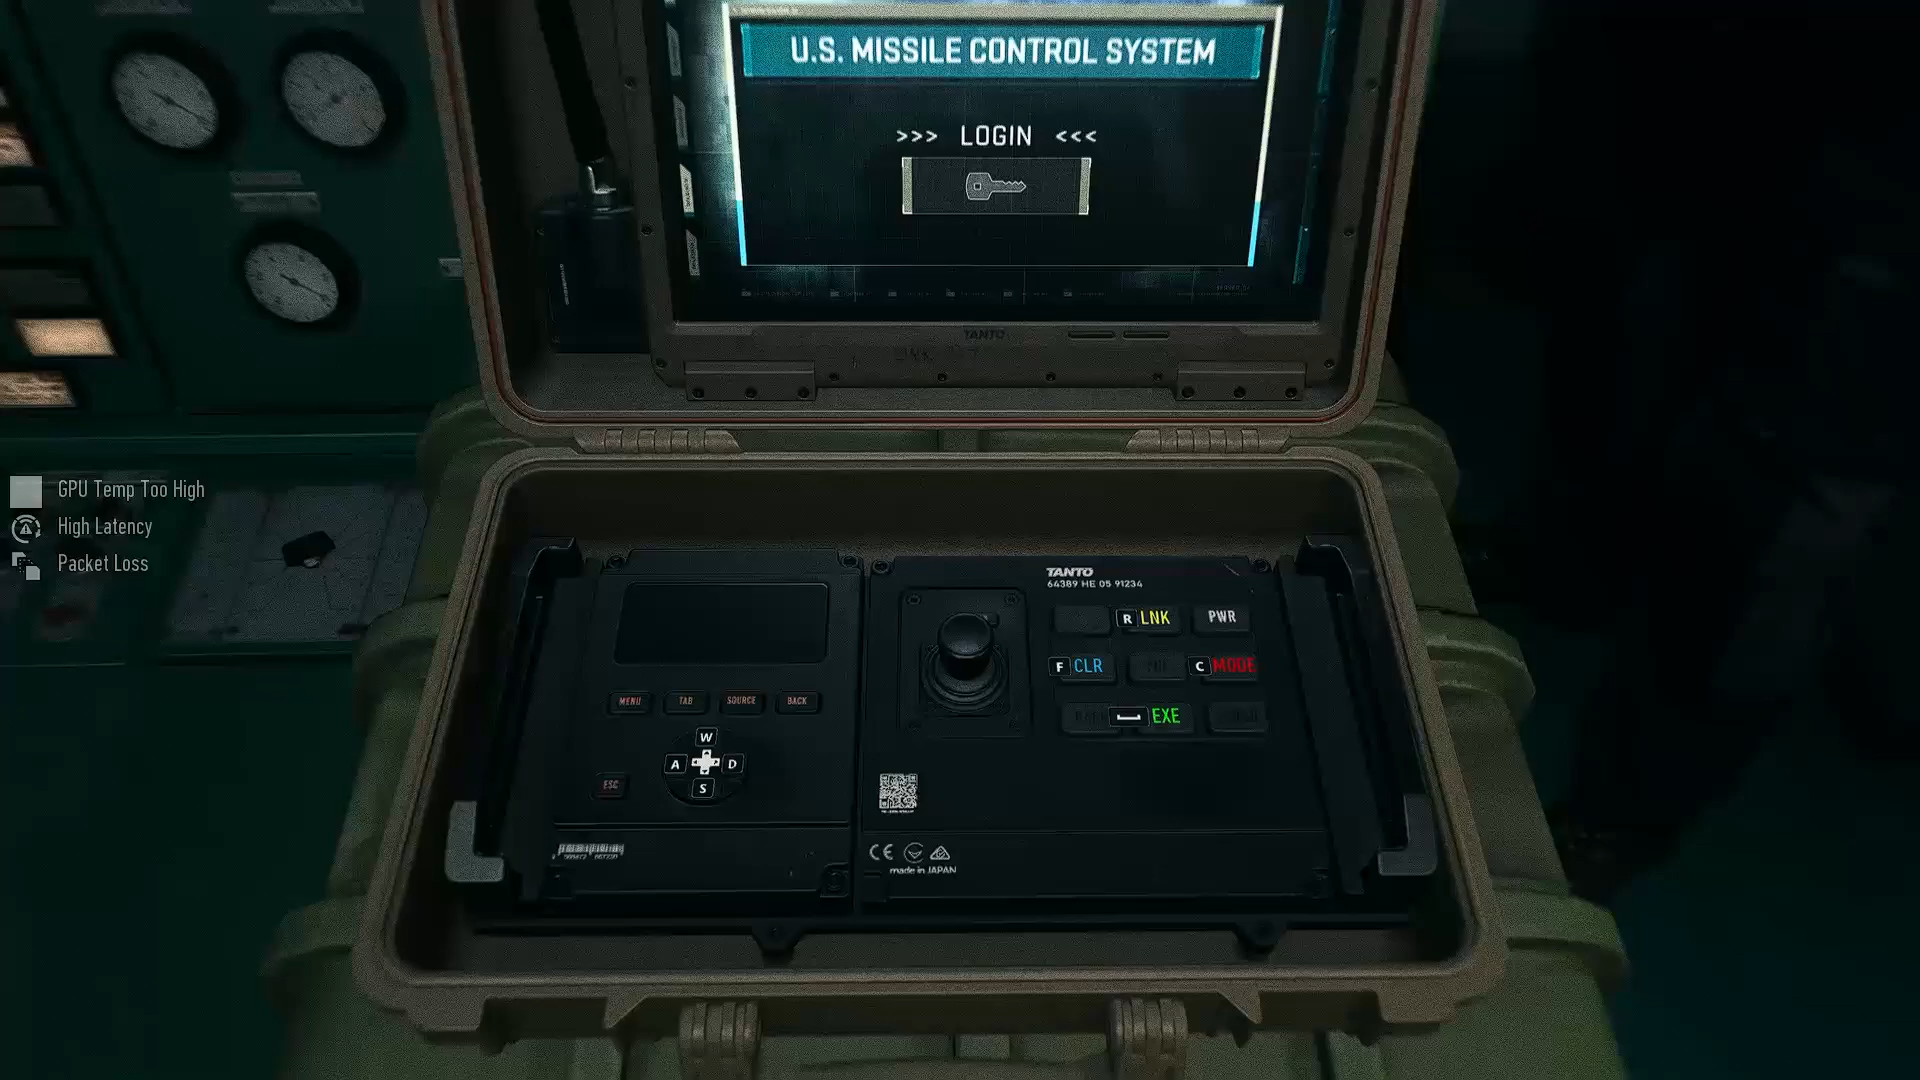 U.S. MISSILE CONTROL SYSTEM
>>> LOGIN <<<
TANTO
GPU Temp Too High
High Latency
Packet Loss
TANTO
64389 HE 05 91234
R LNK
PWR
F CLR
C MODE
EXE
MENU
TAB
SOURCE
BACK
W
A
D
S
ESC
CE
made in JAPAN